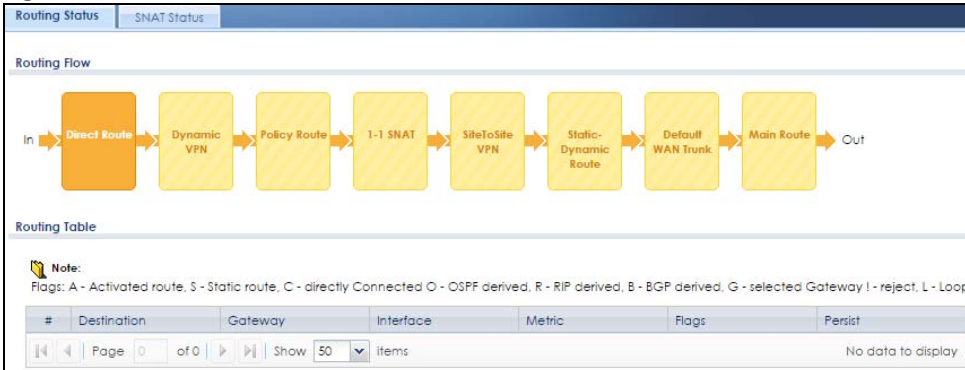 Routing Status SNAT Status
Routing Flow
In Direct Route Dynamic VPN Policy Route 1-1 SNAT SiteToSite VPN Static-Dynamic Route Default WAN Trunk Main Route Out
Routing Table
Note:
Flags: A - Activated route, S - Static route, C - directly Connected O - OSPF derived, R - RIP derived, B - BGP derived, G - selected Gateway ! - reject, L - Loop
# Destination Gateway Interface Metric Flags Persist
Page 0 of 0 Show 50 items No data to display